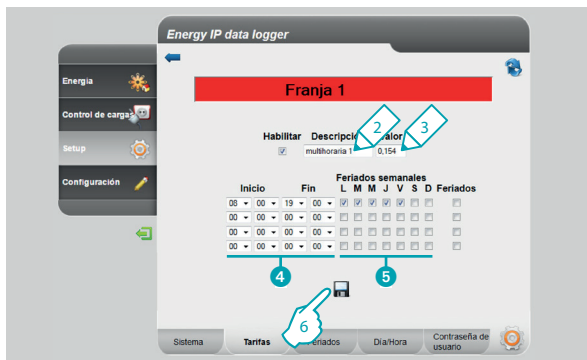 Energy IP data logger
Energia
Control de carga
Setup
Configuración
Franja 1
Habilitar Descripció Valor
multihoraria 1 0,154
2
3
Feriados semanales
Inicio Fin L M M J V S D Feriados
08 00 19 00
00 00 00 00
00 00 00 00
00 00 00 00
4
5
6
Sistema Tarifas Feriados Día/Hora Contraseña de
usuario